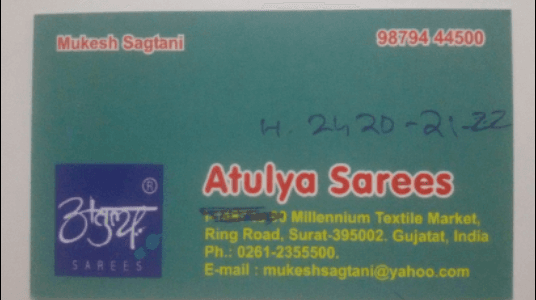 Mukesh Sagtani
98794 44500
H. 2420-21-22
Atulya Sarees
अतुल्य ®
SAREES
Millennium Textile Market,
Ring Road, Surat-395002. Gujatat, India
Ph.: 0261-2355500.
E-mail : mukeshsagtani@yahoo.com